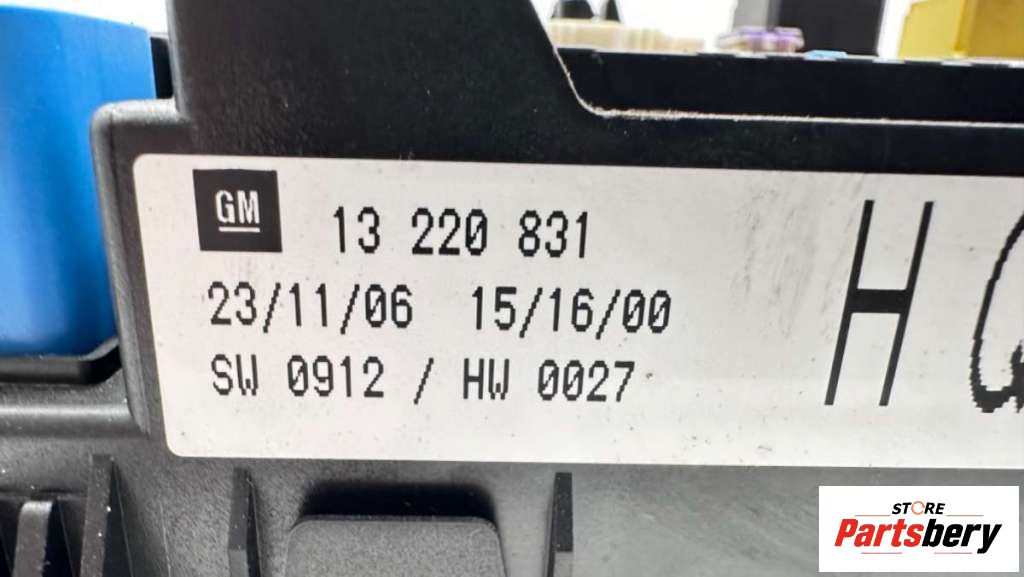 GM 13 220 831 H
23/11/06 15/16/00
SW 0912 / HW 0027
STORE
Partsbery